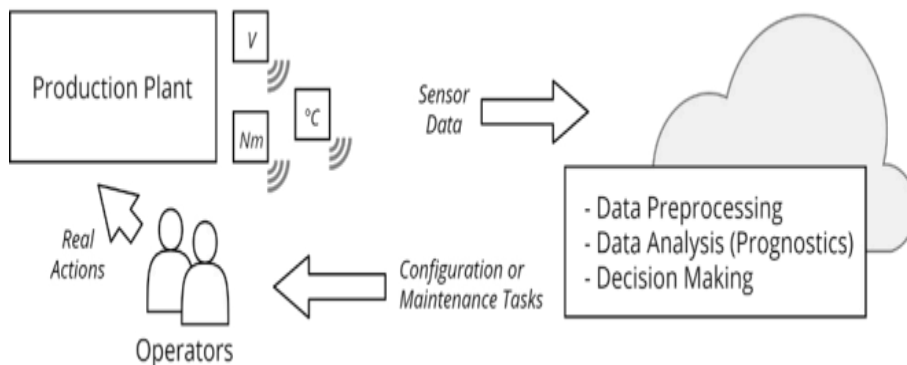 Production Plant
V
Nm
°C
Sensor
Data
- Data Preprocessing
- Data Analysis (Prognostics)
- Decision Making
Real
Actions
Configuration or
Maintenance Tasks
Operators